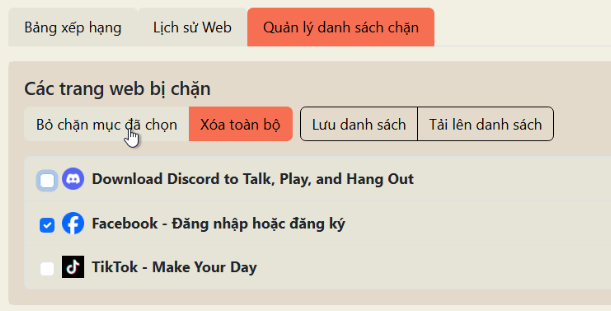 Bảng xếp hạng Lịch sử Web Quản lý danh sách chặn
Các trang web bị chặn
Bỏ chặn mục đã chọn Xóa toàn bộ Lưu danh sách Tải lên danh sách
Download Discord to Talk, Play, and Hang Out
Facebook - Đăng nhập hoặc đăng ký
TikTok - Make Your Day